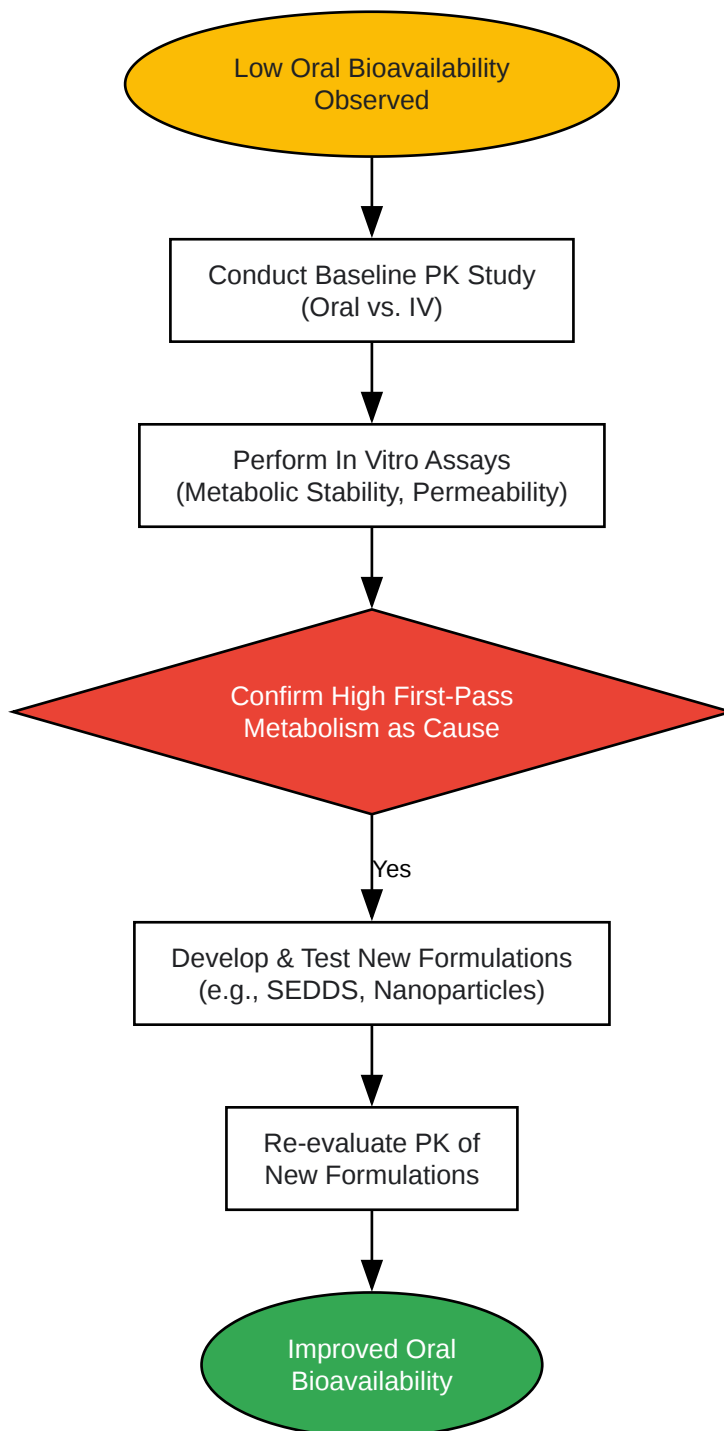 Low Oral Bioavailability
Observed
Conduct Baseline PK Study
(Oral vs. IV)
Perform In Vitro Assays
(Metabolic Stability, Permeability)
Confirm High First-Pass
Metabolism as Cause
Yes
Develop & Test New Formulations
(e.g., SEDDS, Nanoparticles)
Re-evaluate PK of
New Formulations
Improved Oral
Bioavailability